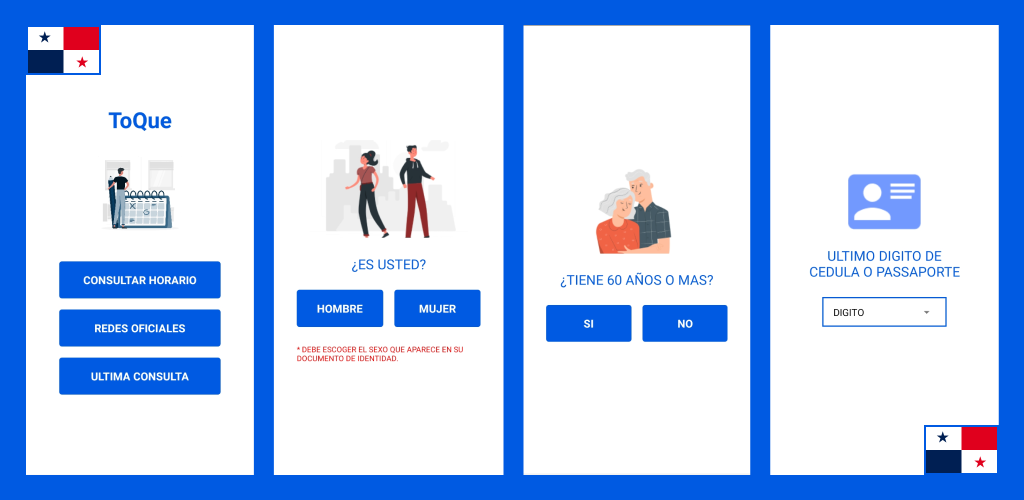 ToQue
CONSULTAR HORARIO
REDES OFICIALES
ULTIMA CONSULTA
¿ES USTED?
HOMBRE
MUJER
* DEBE ESCOGER EL SEXO QUE APARECE EN SU
DOCUMENTO DE IDENTIDAD.
¿TIENE 60 AÑOS O MAS?
SI
NO
ULTIMO DIGITO DE
CEDULA O PASSAPORTE
DIGITO